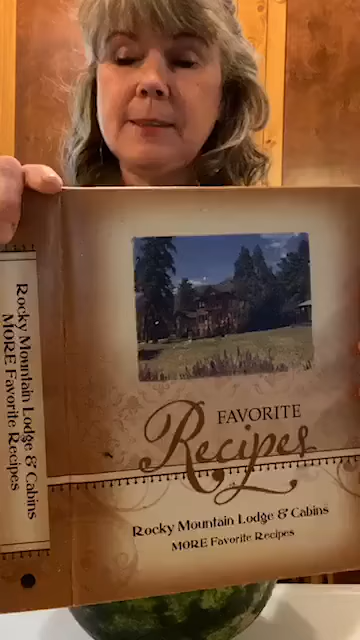 Rocky Mountain Lodge & Cabins
MORE Favorite Recipes
FAVORITE
Recipes
Rocky Mountain Lodge & Cabins
MORE Favorite Recipes